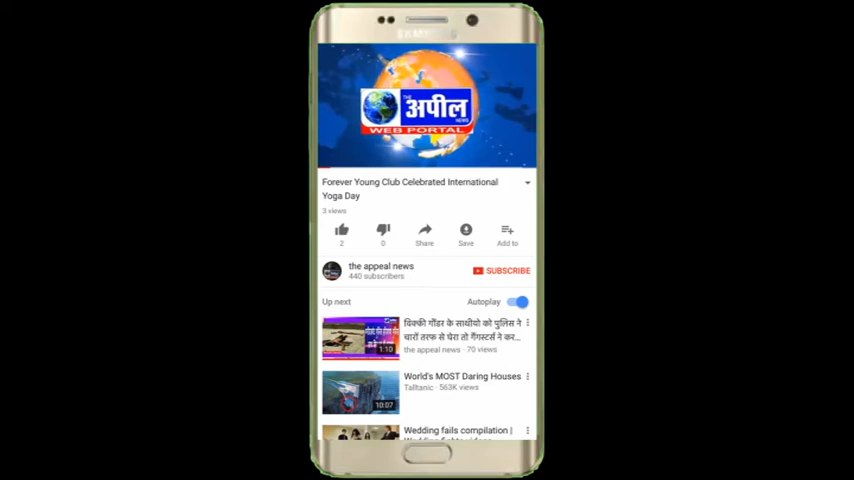 SAMSUNG
THE
अपील
NEWS
WEB PORTAL
Forever Young Club Celebrated International
Yoga Day
3 views
2
0
Share
Save
Add to
the appeal news
440 subscribers
SUBSCRIBE
Up next
Autoplay
विक्की गौंडर के साथीयो को पुलिस ने
चारों तरफ से घेरा तो गैंगस्टर्स ने कर...
the appeal news · 70 views
1:10
World's MOST Daring Houses
Talltanic · 563K views
10:07
Wedding fails compilation |